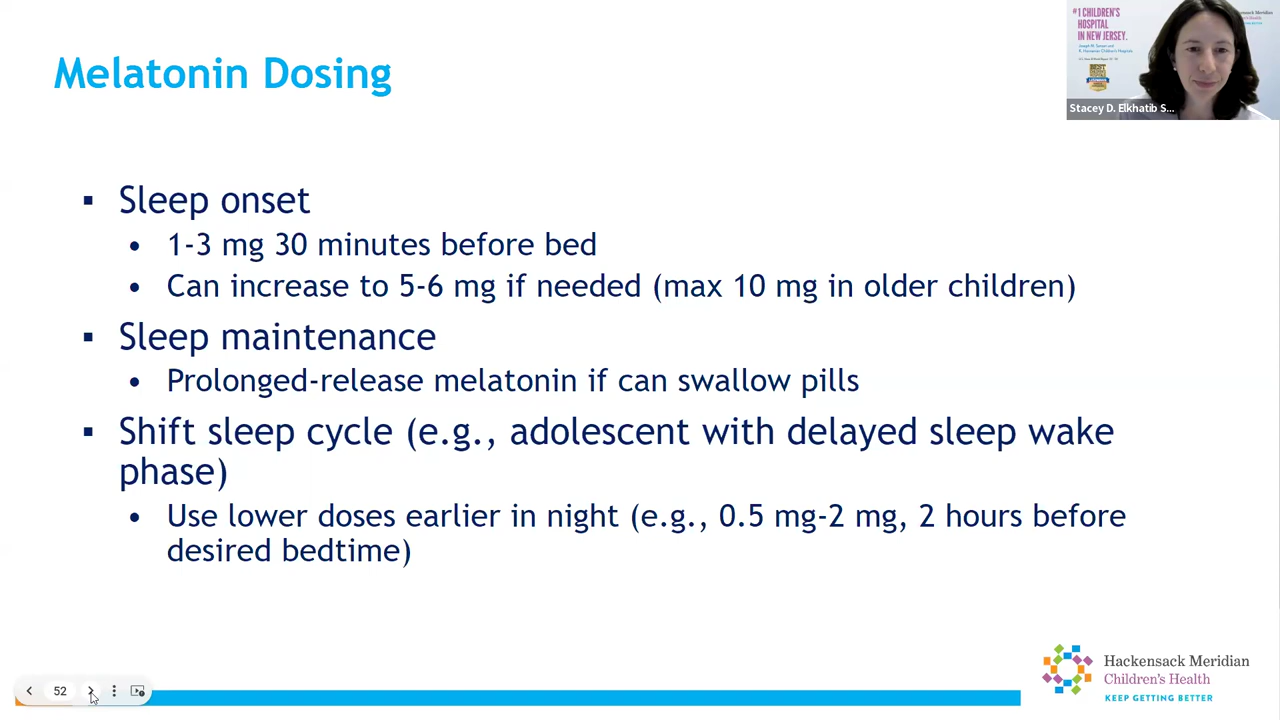 Melatonin Dosing
#1 CHILDREN'S
HOSPITAL
IN NEW JERSEY.
Stacey D. Elkhatib S...
▪ Sleep onset
• 1-3 mg 30 minutes before bed
• Can increase to 5-6 mg if needed (max 10 mg in older children)
▪ Sleep maintenance
• Prolonged-release melatonin if can swallow pills
▪ Shift sleep cycle (e.g., adolescent with delayed sleep wake
phase)
• Use lower doses earlier in night (e.g., 0.5 mg-2 mg, 2 hours before
desired bedtime)
52
Hackensack Meridian
Children's Health
KEEP GETTING BETTER